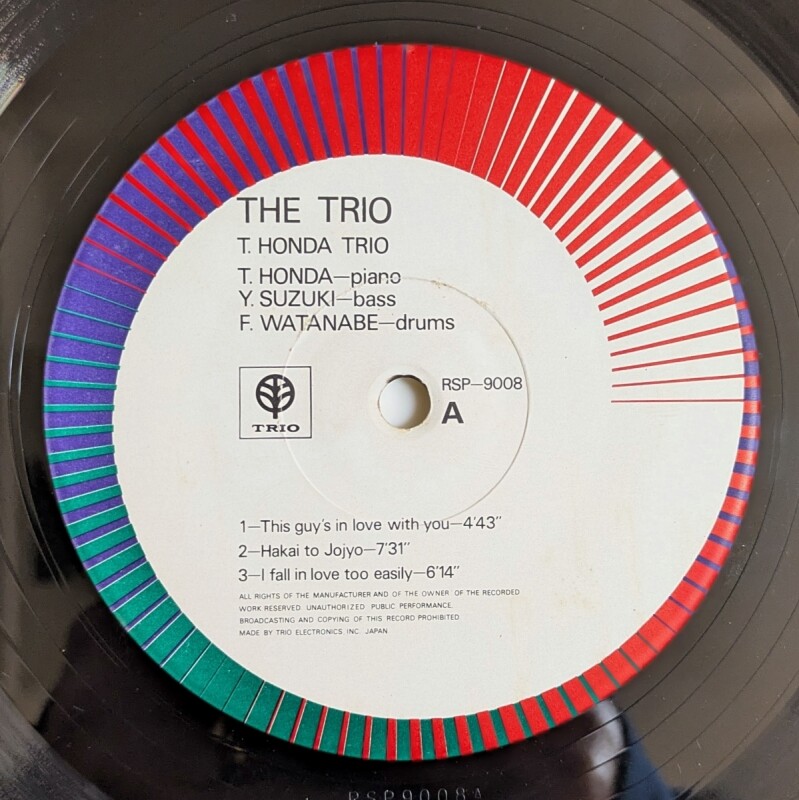 THE TRIO
T. HONDA TRIO
T. HONDA—piano
Y. SUZUKI—bass
F. WATANABE—drums
TRIO
RSP—9008
A
1—This guy's in love with you—4'43"
2—Hakai to Jojyo—7'31"
3—I fall in love too easily—6'14"
ALL RIGHTS OF THE MANUFACTURER AND OF THE OWNER OF THE RECORDED
WORK RESERVED. UNAUTHORIZED PUBLIC PERFORMANCE.
BROADCASTING AND COPYING OF THIS RECORD PROHIBITED
MADE BY TRIO ELECTRONICS INC. JAPAN
RSP9008A